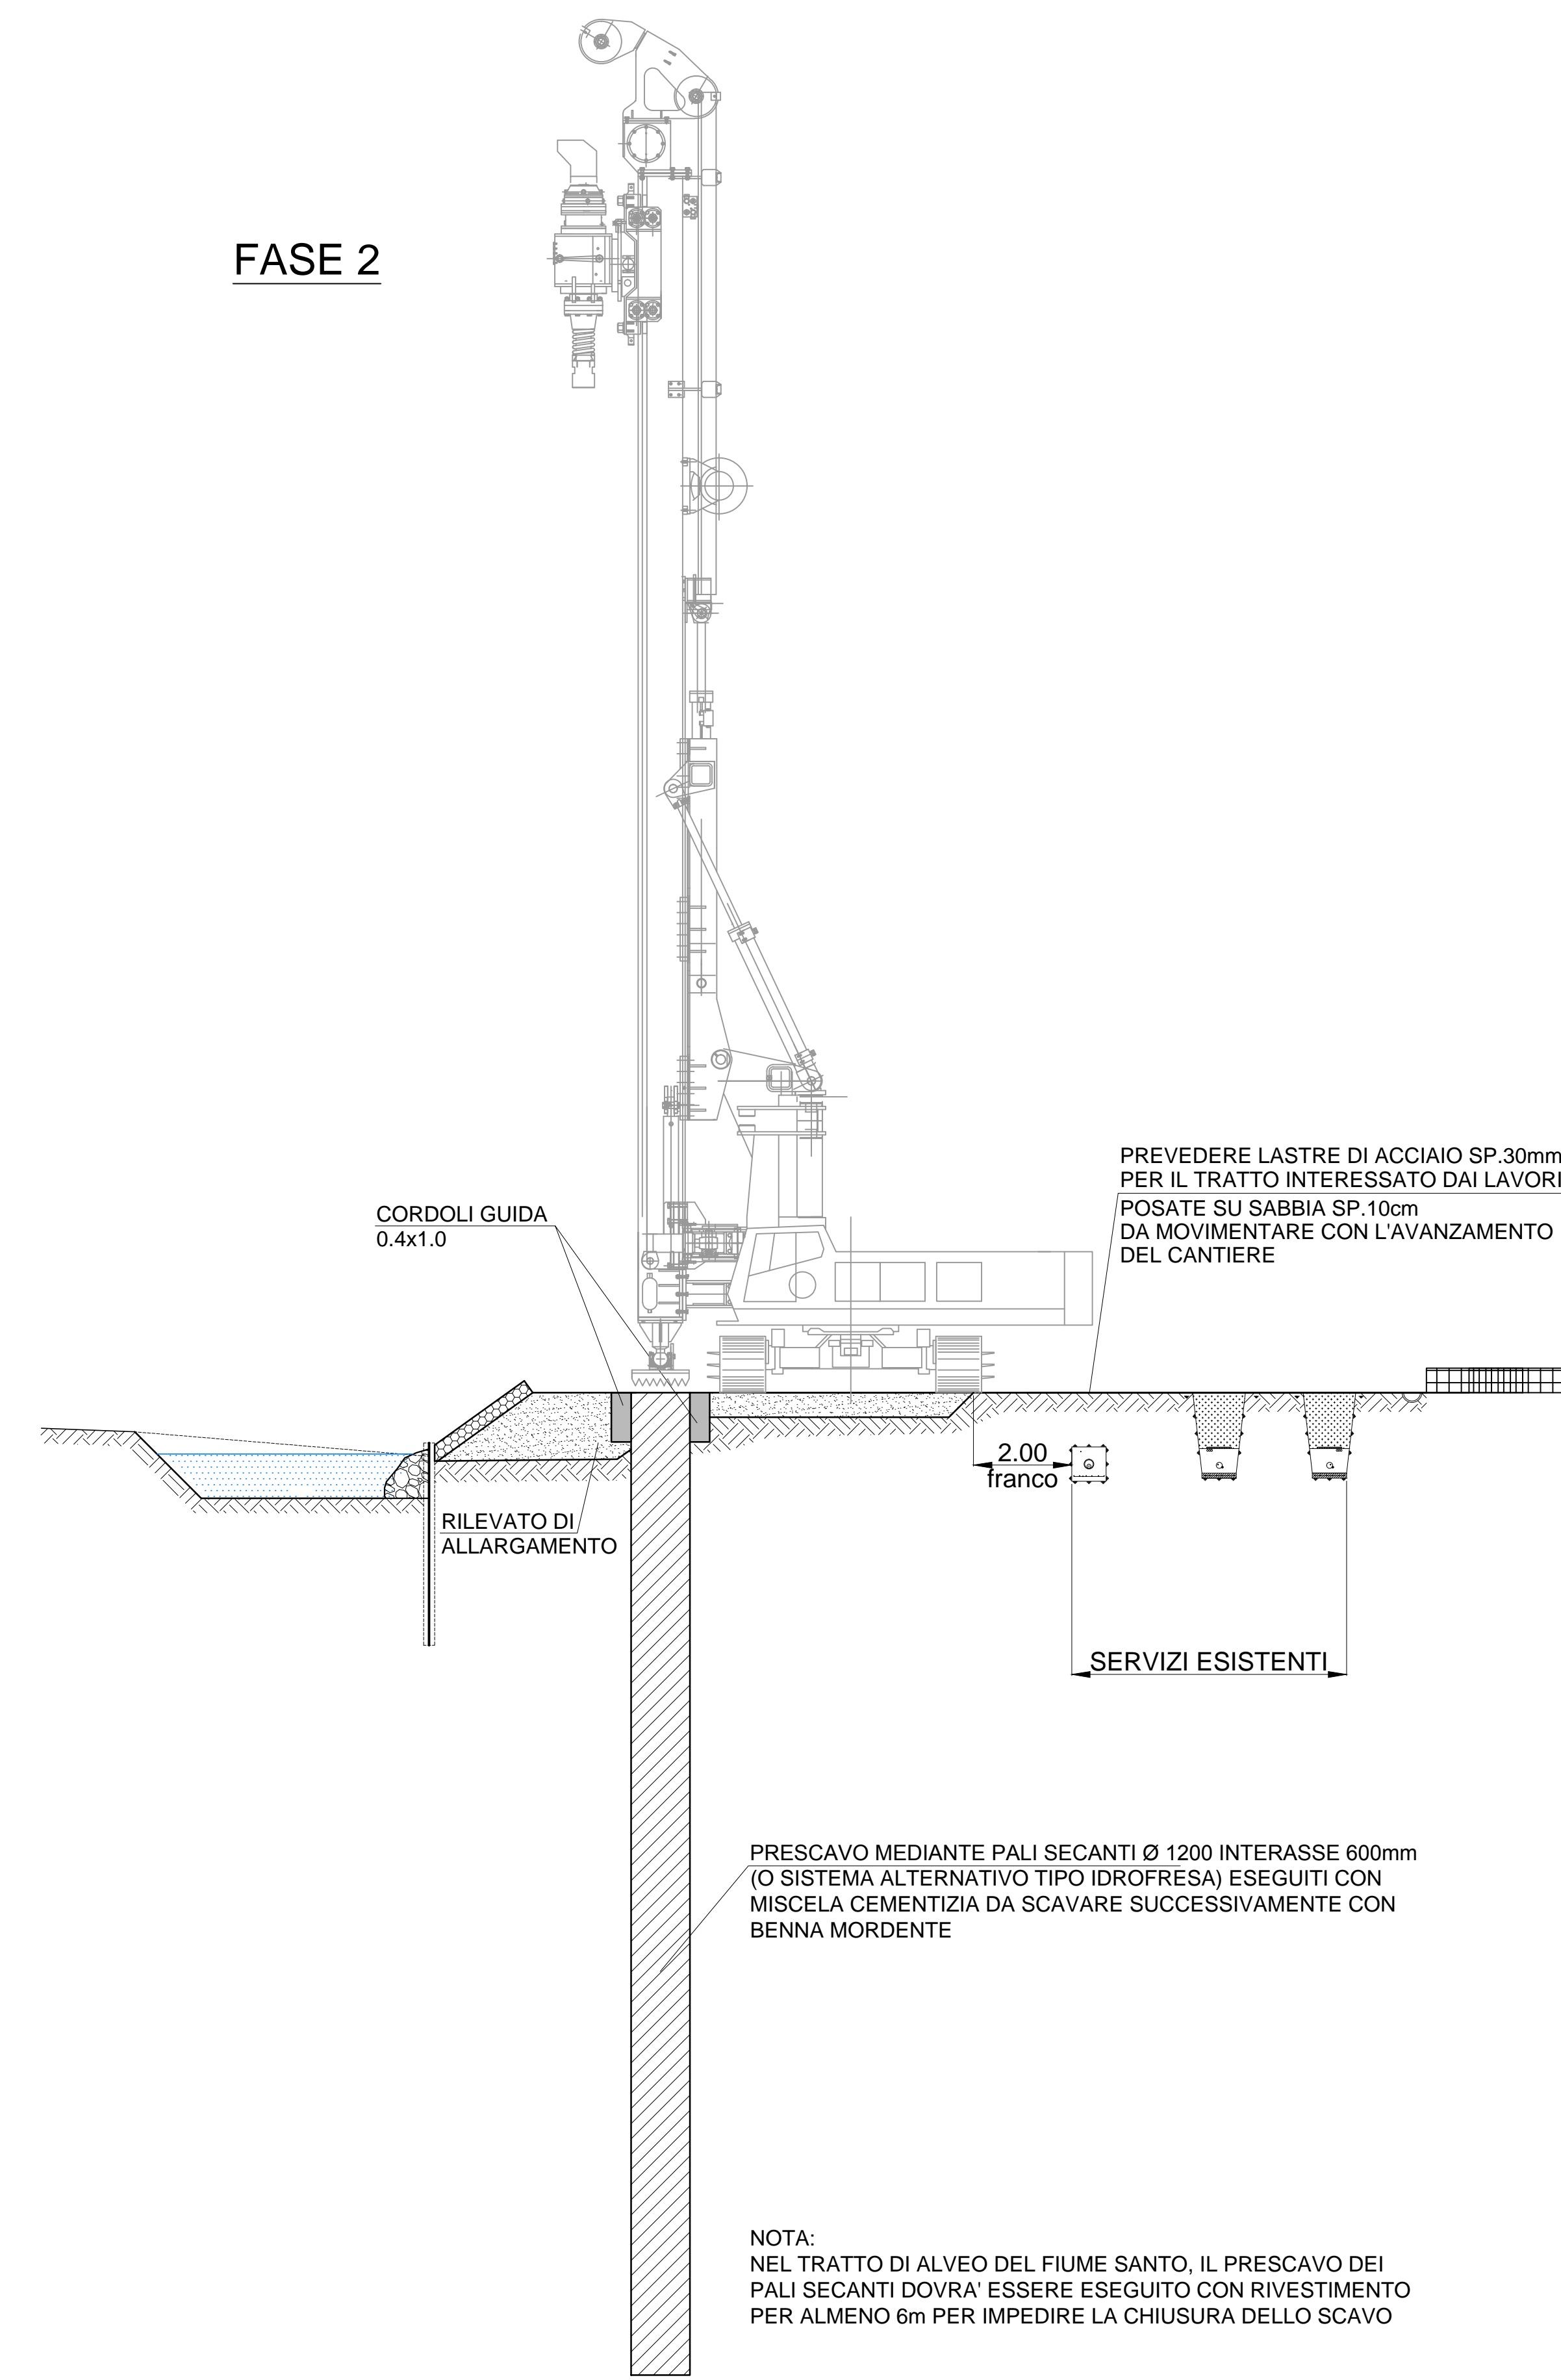 FASE 2
PREVEDERE LASTRE DI ACCIAIO SP.30mm
PER IL TRATTO INTERESSATO DAI LAVORI
POSATE SU SABBIA SP.10cm
DA MOVIMENTARE CON L'AVANZAMENTO
DEL CANTIERE
CORDOLI GUIDA
0.4x1.0
2.00
franco
RILEVATO DI
ALLARGAMENTO
SERVIZI ESISTENTI
PRESCAVO MEDIANTE PALI SECANTI Ø 1200 INTERASSE 600mm
(O SISTEMA ALTERNATIVO TIPO IDROFRESA) ESEGUITI CON
MISCELA CEMENTIZIA DA SCAVARE SUCCESSIVAMENTE CON
BENNA MORDENTE
NOTA:
NEL TRATTO DI ALVEO DEL FIUME SANTO, IL PRESCAVO DEI
PALI SECANTI DOVRA' ESSERE ESEGUITO CON RIVESTIMENTO
PER ALMENO 6m PER IMPEDIRE LA CHIUSURA DELLO SCAVO